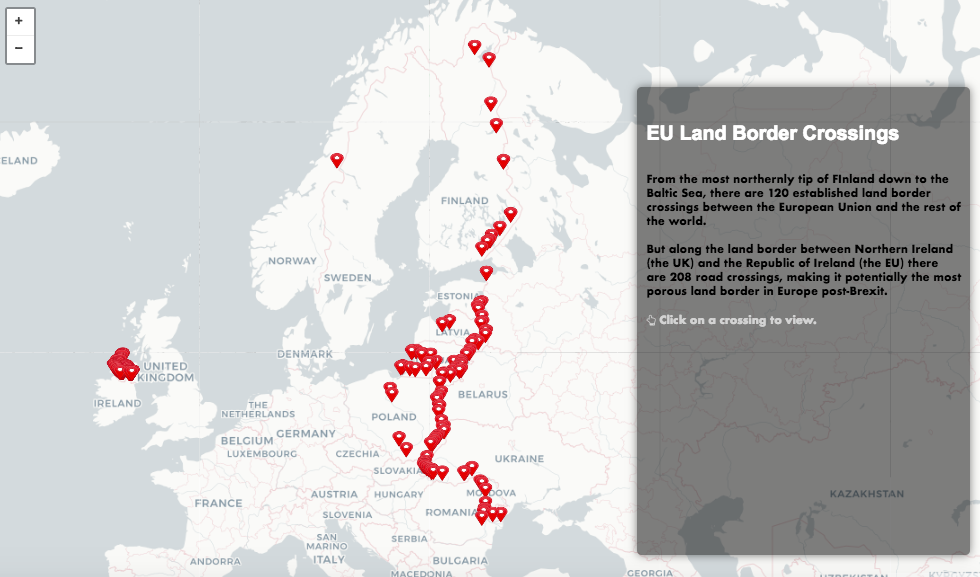 +
−
ELAND
FINLAND
NORWAY
SWEDEN
ESTONIA
LATVIA
DENMARK
UNITED
KINGDOM
IRELAND
THE
NETHERLANDS
BELARUS
POLAND
BELGIUM
GERMANY
LUXEMBOURG
CZECHIA
UKRAINE
SLOVAKIA
AUSTRIA
HUNGARY
MOLDOVA
FRANCE
SLOVENIA
ROMANIA
SAN
MARINO
SERBIA
ITALY
ANDORRA
BULGARIA
MACEDONIA
GEORGIA
KAZAKHSTAN
UZBEKISTAN
EU Land Border Crossings
From the most northernly tip of FInland down to the
Baltic Sea, there are 120 established land border
crossings between the European Union and the rest of
the world.
But along the land border between Northern Ireland
(the UK) and the Republic of Ireland (the EU) there
are 208 road crossings, making it potentially the most
porous land border in Europe post-Brexit.
Click on a crossing to view.